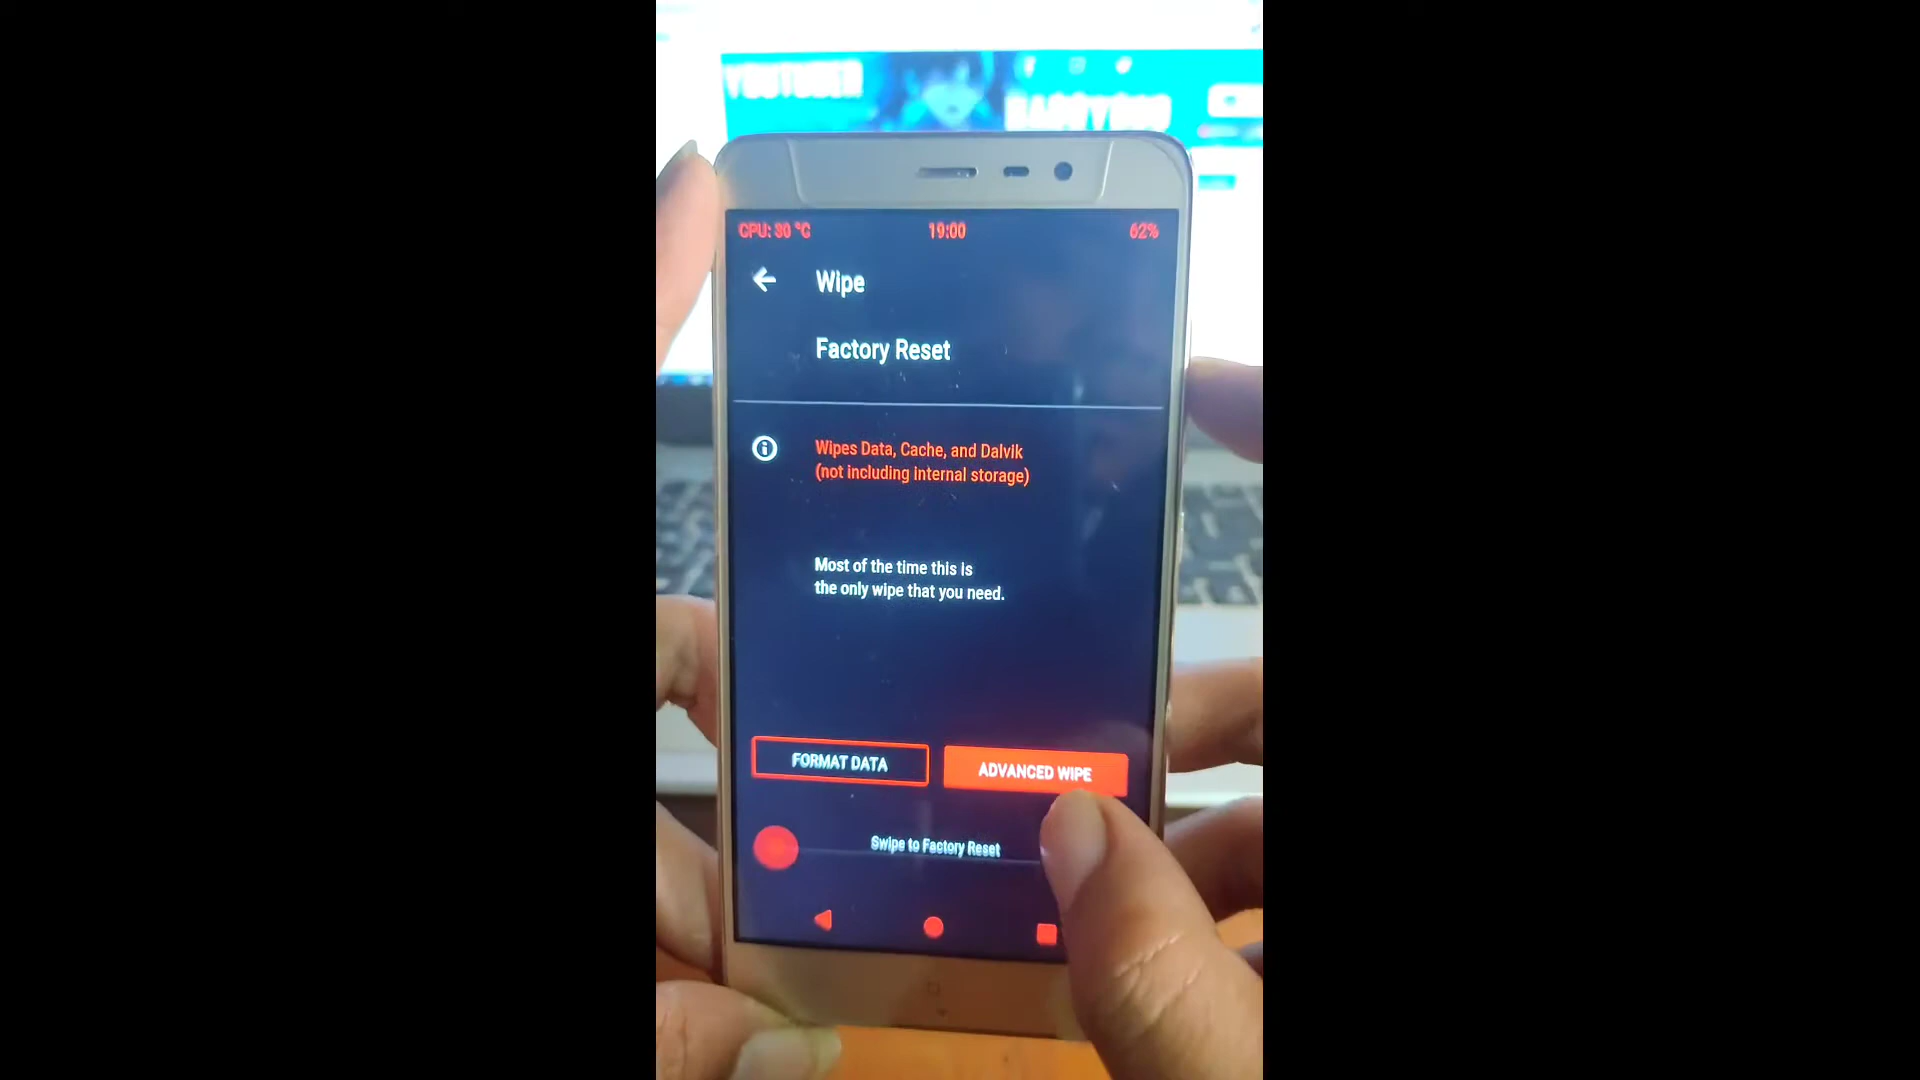 YOUTUBER
CPU: 30 °C 19:00 62%
Wipe
Factory Reset
Wipes Data, Cache, and Dalvik
(not including internal storage)
Most of the time this is
the only wipe that you need.
FORMAT DATA ADVANCED WIPE
Swipe to Factory Reset